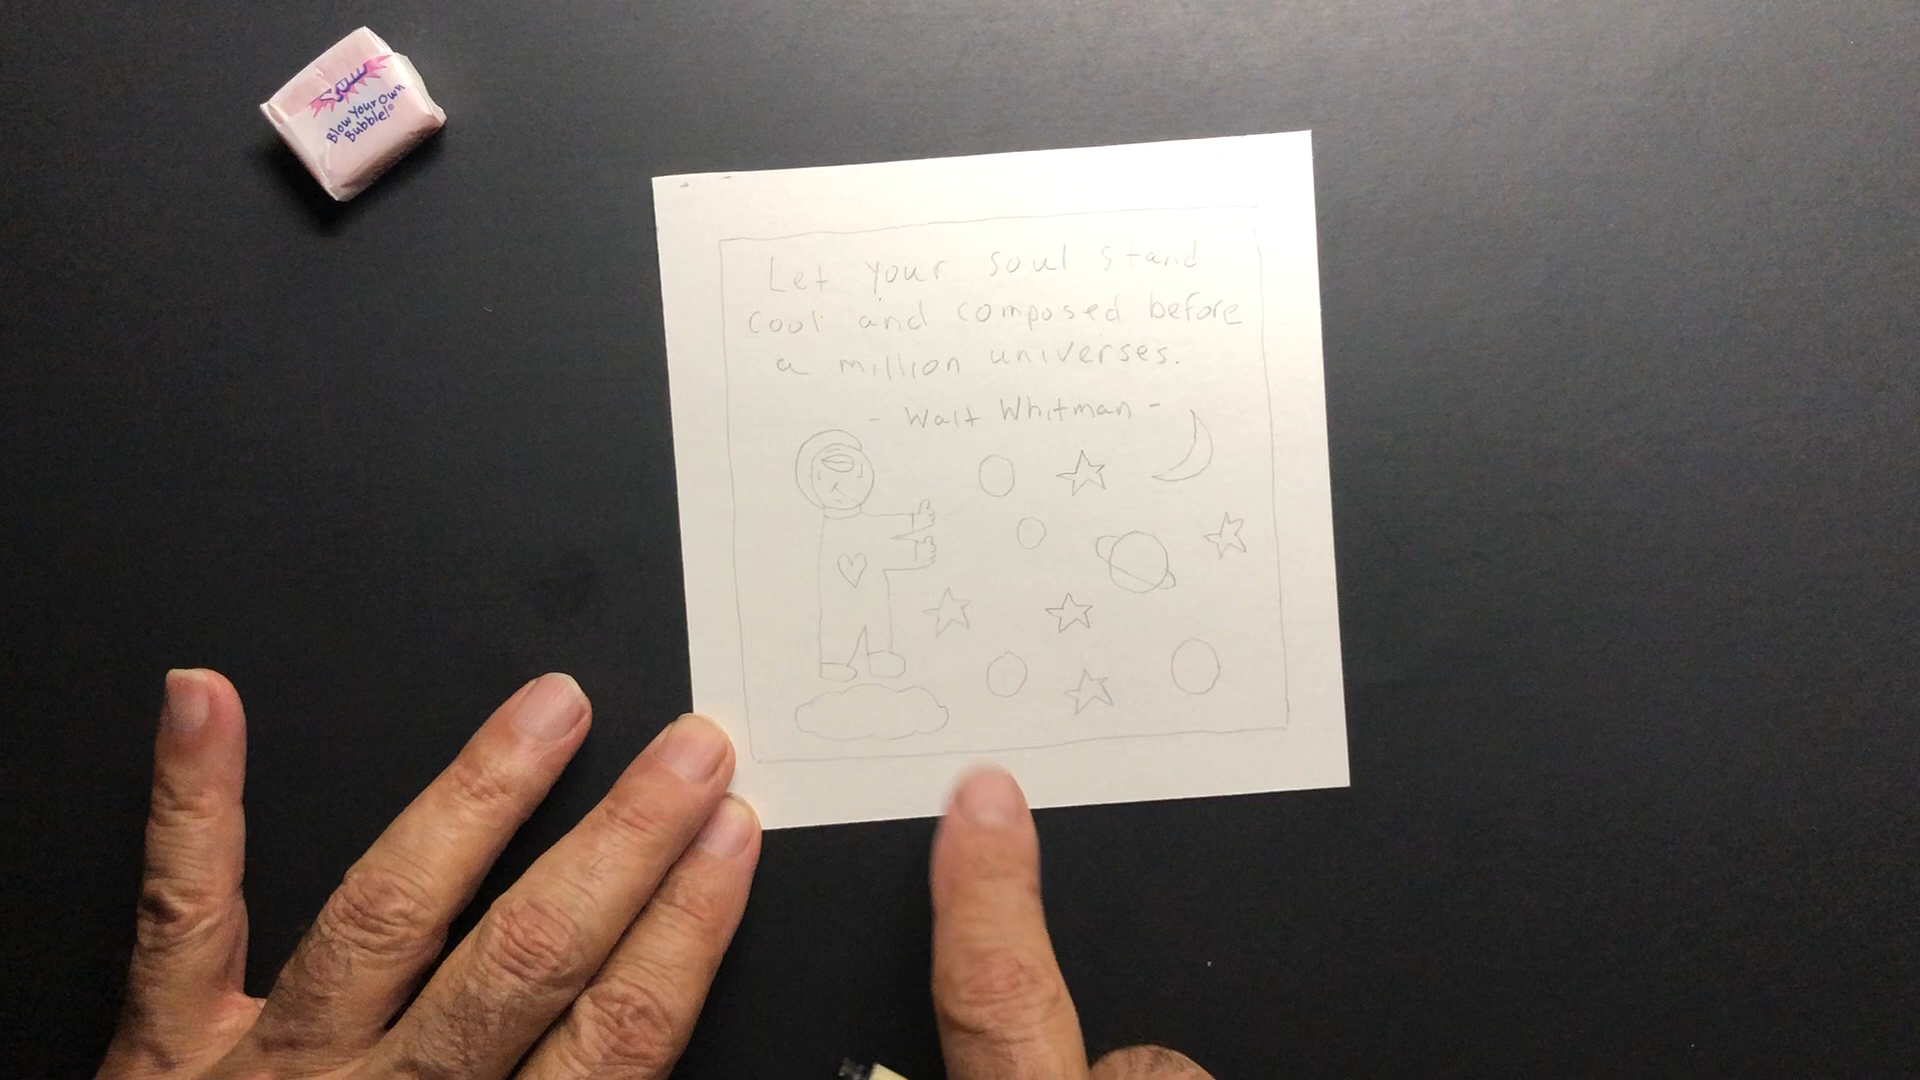 Blow Your Own
Bubble!®
Let your soul stand
cool and composed before
a million universes.
- Walt Whitman -